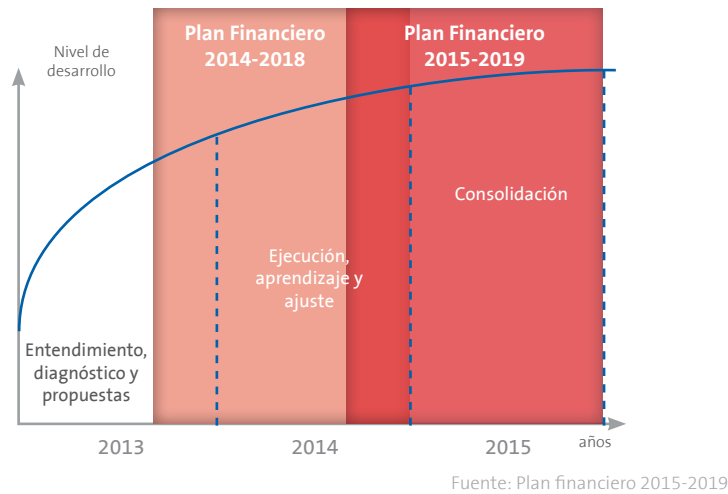 Nivel de
desarrollo
Plan Financiero
2014-2018
Plan Financiero
2015-2019
Consolidación
Ejecución,
aprendizaje y
ajuste
Entendimiento,
diagnóstico y
propuestas
2013
2014
2015
años
Fuente: Plan financiero 2015-2019